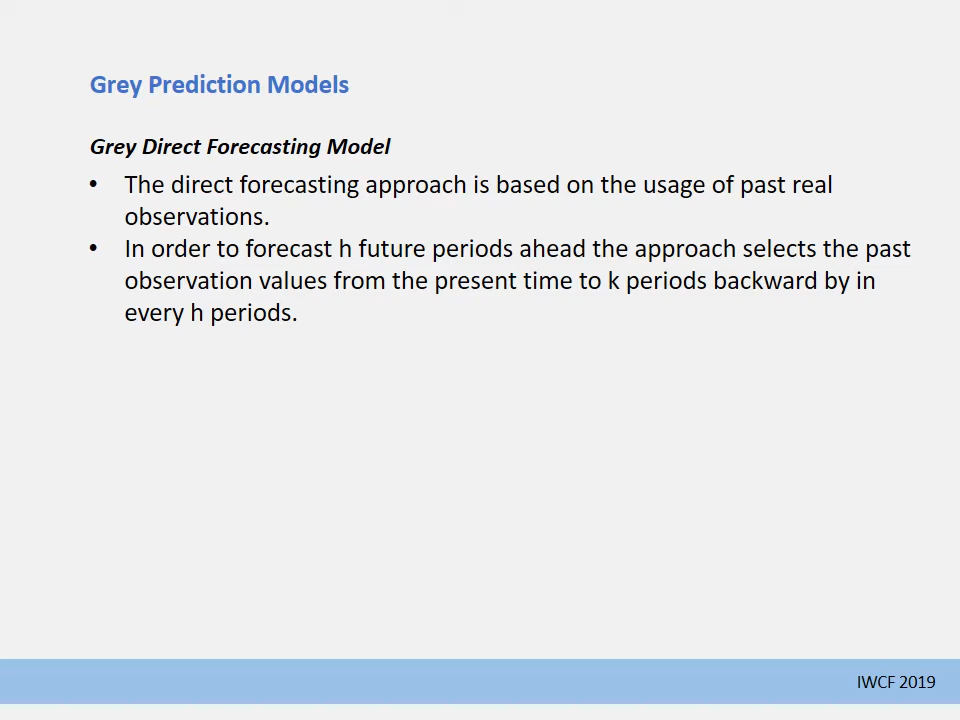 Grey Prediction Models
Grey Direct Forecasting Model
• The direct forecasting approach is based on the usage of past real
observations.
• In order to forecast h future periods ahead the approach selects the past
observation values from the present time to k periods backward by in
every h periods.
IWCF 2019